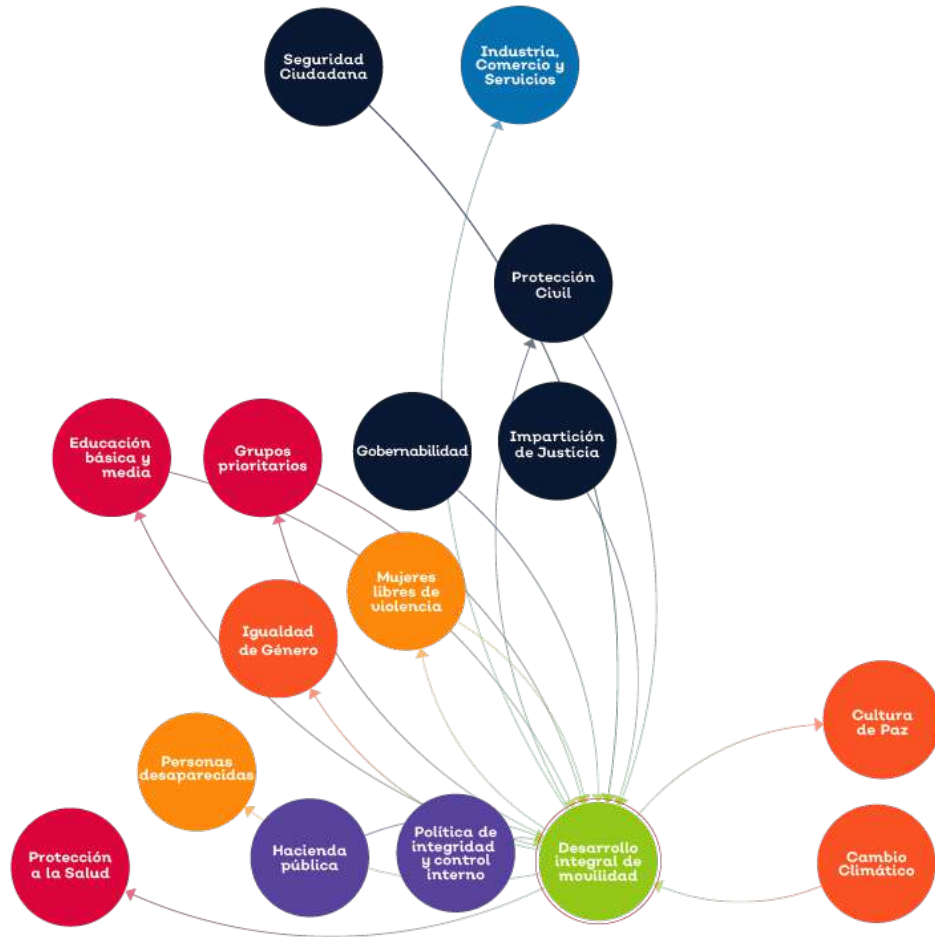 Seguridad
Ciudadana
Industria,
Comercio y
Servicios
Protección
Civil
Educación
básica y
media
Grupos
prioritarios
Gobernabilidad
Impartición
de Justicia
Mujeres
libres de
violencia
Igualdad
de Género
Cultura
de Paz
Personas
desaparecidas
Protección
a la Salud
Hacienda
pública
Política de
integridad
y control
interno
Desarrollo
integral de
movilidad
Cambio
Climático